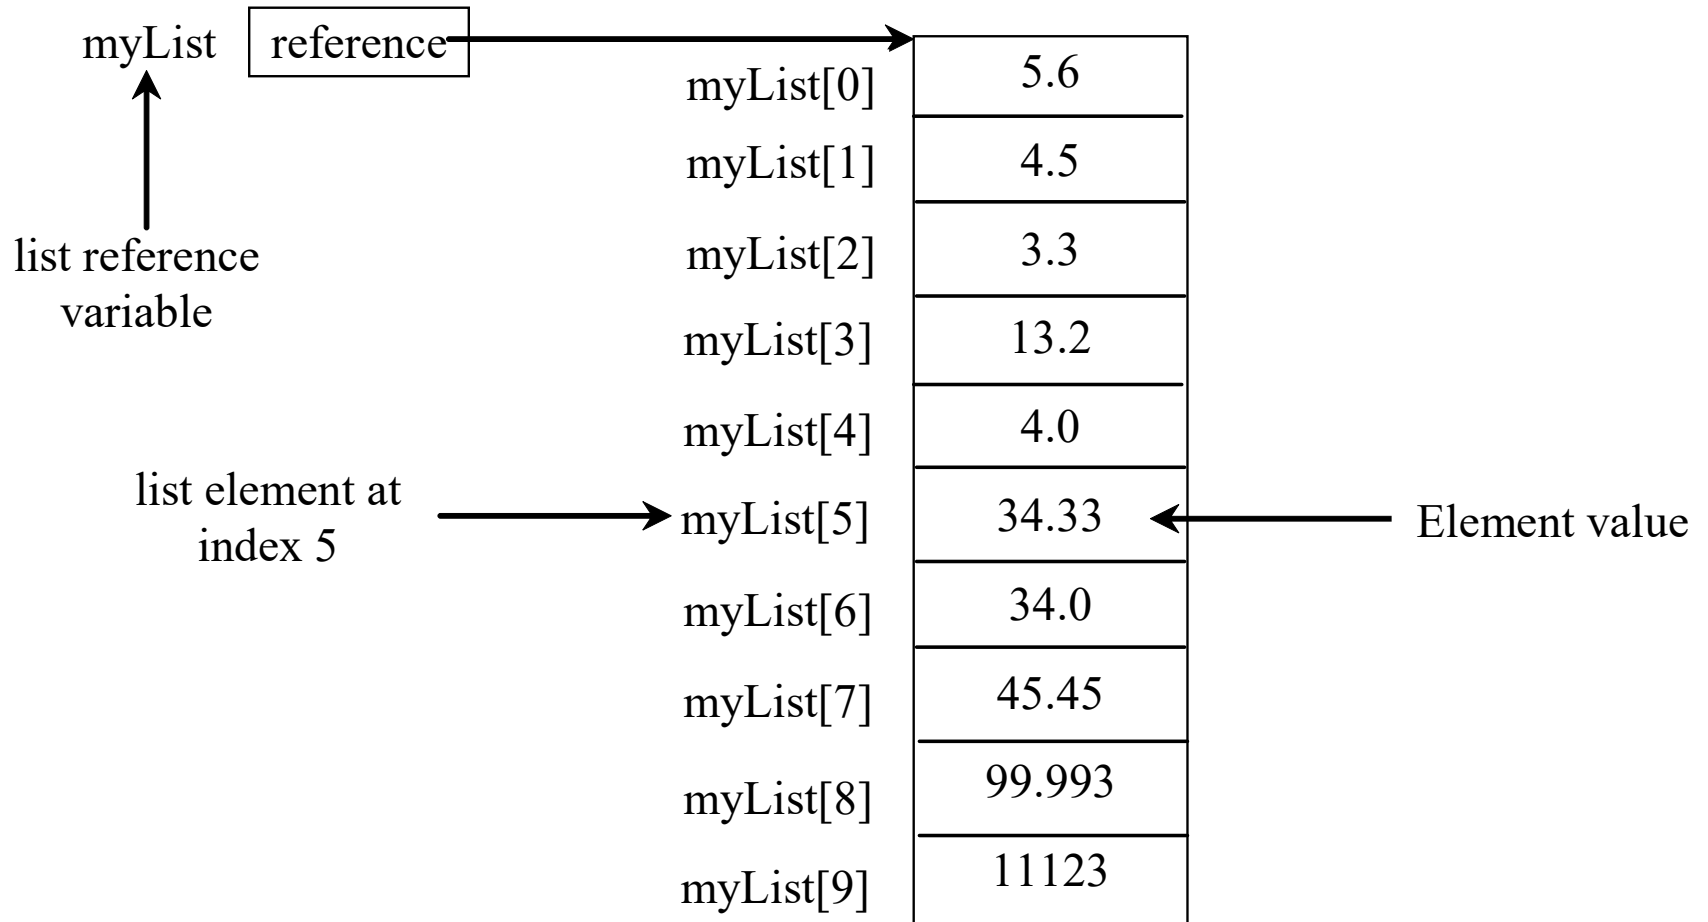 myList reference
myList[0] 5.6
myList[1] 4.5
myList[2] 3.3
list reference
variable
myList[3] 13.2
myList[4] 4.0
list element at
index 5
myList[5] 34.33 Element value
myList[6] 34.0
myList[7] 45.45
myList[8] 99.993
myList[9] 11123